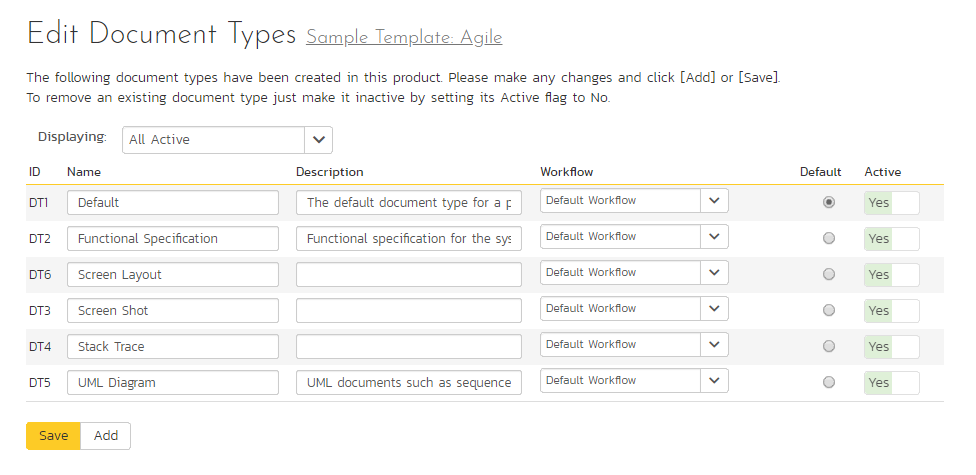 Edit Document Types Sample Template: Agile
The following document types have been created in this product. Please make any changes and click [Add] or [Save].
To remove an existing document type just make it inactive by setting its Active flag to No.
Displaying: All Active
ID Name Description Workflow Default Active
DT1 Default The default document type for a p Default Workflow Yes
DT2 Functional Specification Functional specification for the sys Default Workflow Yes
DT6 Screen Layout Default Workflow Yes
DT3 Screen Shot Default Workflow Yes
DT4 Stack Trace Default Workflow Yes
DT5 UML Diagram UML documents such as sequence Default Workflow Yes
Save Add